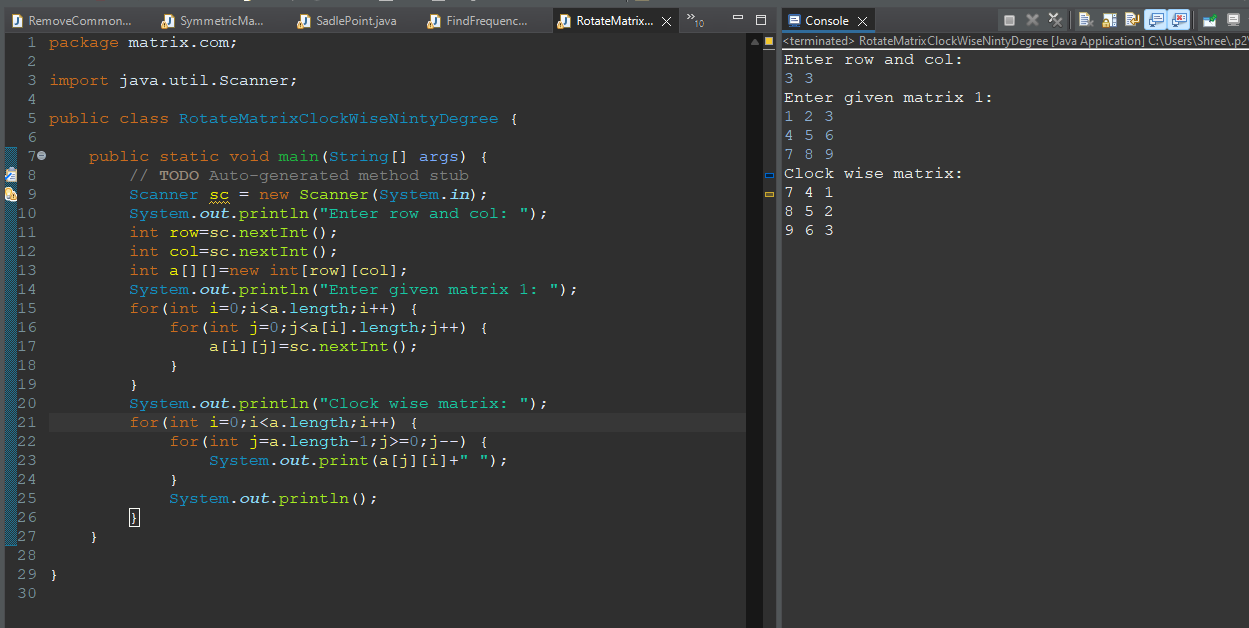 RemoveCommon... SymmetricMa... SadlePoint.java FindFrequenc... RotateMatrix... »10
1 package matrix.com;
2
3 import java.util.Scanner;
4
5 public class RotateMatrixClockWiseNintyDegree {
6
7 public static void main(String[] args) {
8 // TODO Auto-generated method stub
9 Scanner sc = new Scanner(System.in);
10 System.out.println("Enter row and col: ");
11 int row=sc.nextInt();
12 int col=sc.nextInt();
13 int a[][]=new int[row][col];
14 System.out.println("Enter given matrix 1: ");
15 for(int i=0;i<a.length;i++) {
16 for(int j=0;j<a[i].length;j++) {
17 a[i][j]=sc.nextInt();
18 }
19 }
20 System.out.println("Clock wise matrix: ");
21 for(int i=0;i<a.length;i++) {
22 for(int j=a.length-1;j>=0;j--) {
23 System.out.print(a[j][i]+" ");
24 }
25 System.out.println();
26 }
27 }
28
29 }
30
Console
<terminated> RotateMatrixClockWiseNintyDegree [Java Application] C:\Users\Shree\.p2\
Enter row and col:
3 3
Enter given matrix 1:
1 2 3
4 5 6
7 8 9
Clock wise matrix:
7 4 1
8 5 2
9 6 3